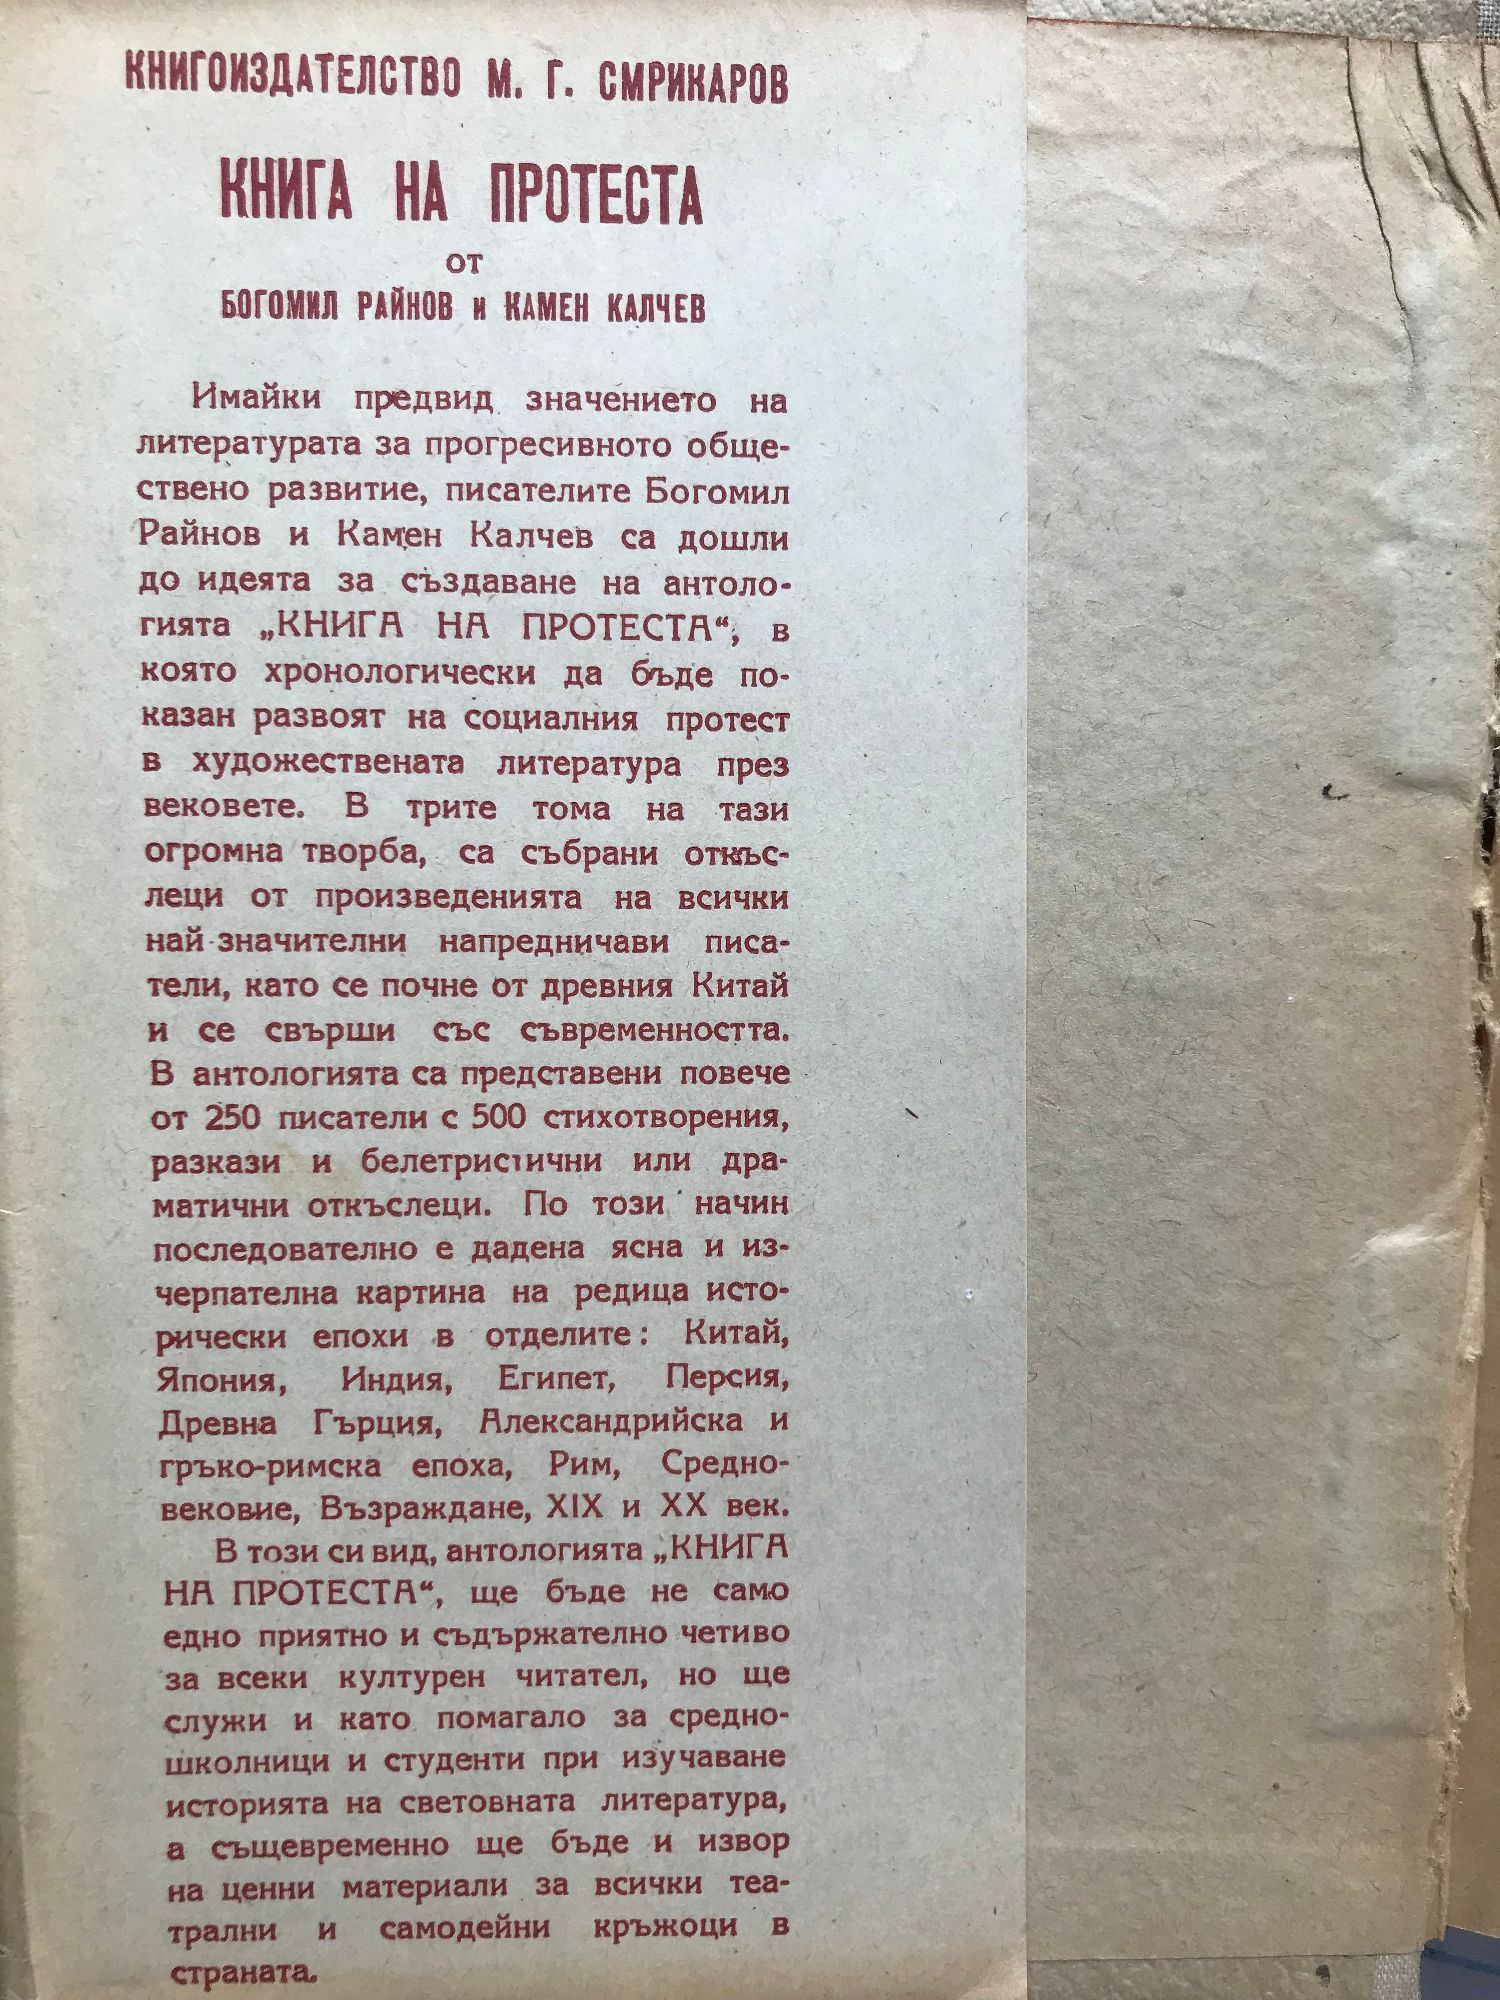 КНИГОИЗДАТЕЛСТВО М. Г. СМРИКАРОВ
КНИГА НА ПРОТЕСТА
от
БОГОМИЛ РАЙНОВ и КАМЕН КАЛЧЕВ
Имайки предвид значението на
литературата за прогресивното обще-
ствено развитие, писателите Богомил
Райнов и Камен Калчев са дошли
до идеята за създаване на антоло-
гията „КНИГА НА ПРОТЕСТА“, в
която хронологически да бъде по-
казан развоят на социалния протест
в художествената литература през
вековете. В трите тома на тази
огромна творба, са събрани откъс-
леци от произведенията на всички
най-значителни напредничави писа-
тели, като се почне от древния Китай
и се свърши със съвременността.
В антологията са представени повече
от 250 писатели с 500 стихотворения,
разкази и белетристични или дра-
матични откъслеци. По този начин
последователно е дадена ясна и из-
черпателна картина на редица исто-
рически епохи в отделите: Китай,
Япония, Индия, Египет, Персия,
Древна Гърция, Александрийска и
гръко-римска епоха, Рим, Средно-
вековие, Възраждане, XIX и XX век.
В този си вид, антологията „КНИГА
НА ПРОТЕСТА“, ще бъде не само
едно приятно и съдържателно четиво
за всеки културен читател, но ще
служи и като помагало за средно-
школници и студенти при изучаване
историята на световната литература,
а същевременно ще бъде и извор
на ценни материали за всички теа-
трални и самодейни кръжоци в
страната.